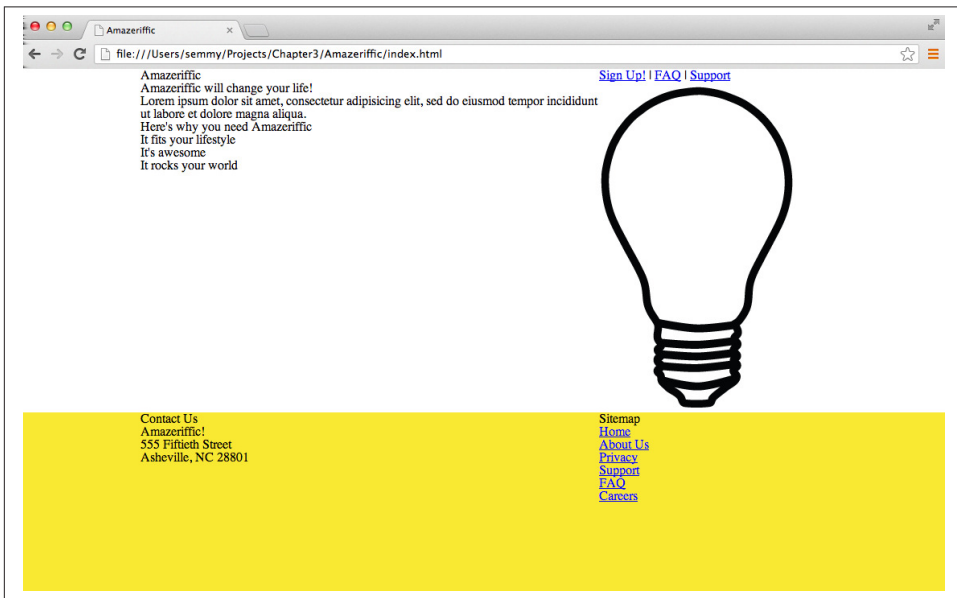 Amazeriffic
file:///Users/semmy/Projects/Chapter3/Amazeriffic/index.html
Amazeriffic
Sign Up! | FAQ | Support
Amazeriffic will change your life!
Lorem ipsum dolor sit amet, consectetur adipisicing elit, sed do eiusmod tempor incididunt
ut labore et dolore magna aliqua.
Here's why you need Amazeriffic
It fits your lifestyle
It's awesome
It rocks your world
Contact Us
Amazeriffic!
555 Fiftieth Street
Asheville, NC 28801
Sitemap
Home
About Us
Privacy
Support
FAQ
Careers